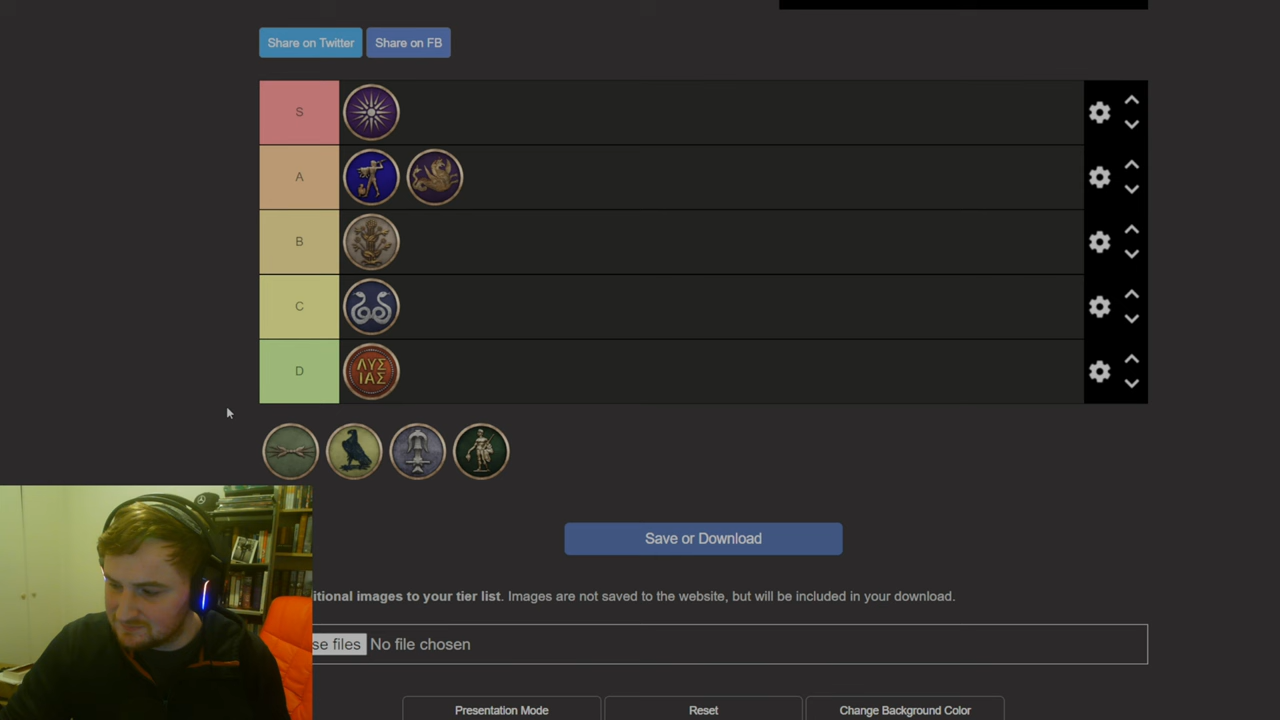 Share on Twitter Share on FB
S
A
B
C
D
ΛΥΣ
ΙΑΣ
Save or Download
itional images to your tier list. Images are not saved to the website, but will be included in your download.
se files No file chosen
Presentation Mode Reset Change Background Color